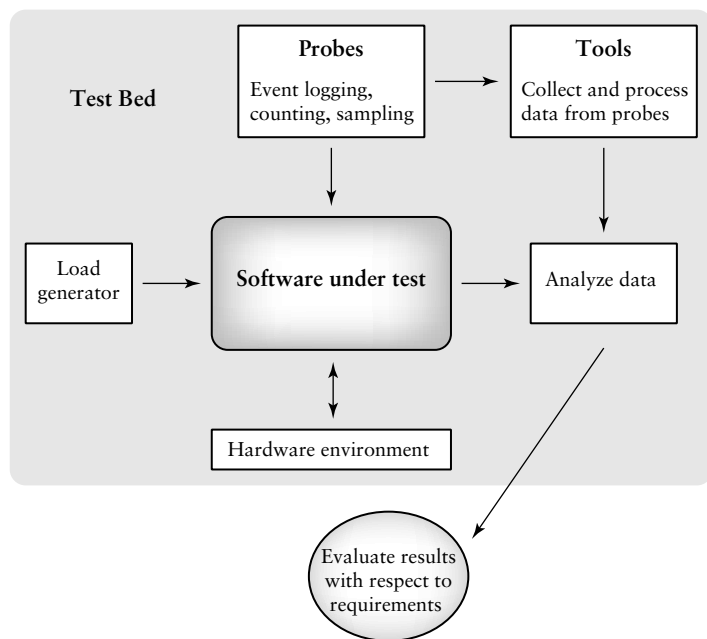 Probes
Event logging,
counting, sampling
Tools
Collect and process
data from probes
Test Bed
Load
generator
Software under test
Analyze data
Hardware environment
Evaluate results
with respect to
requirements